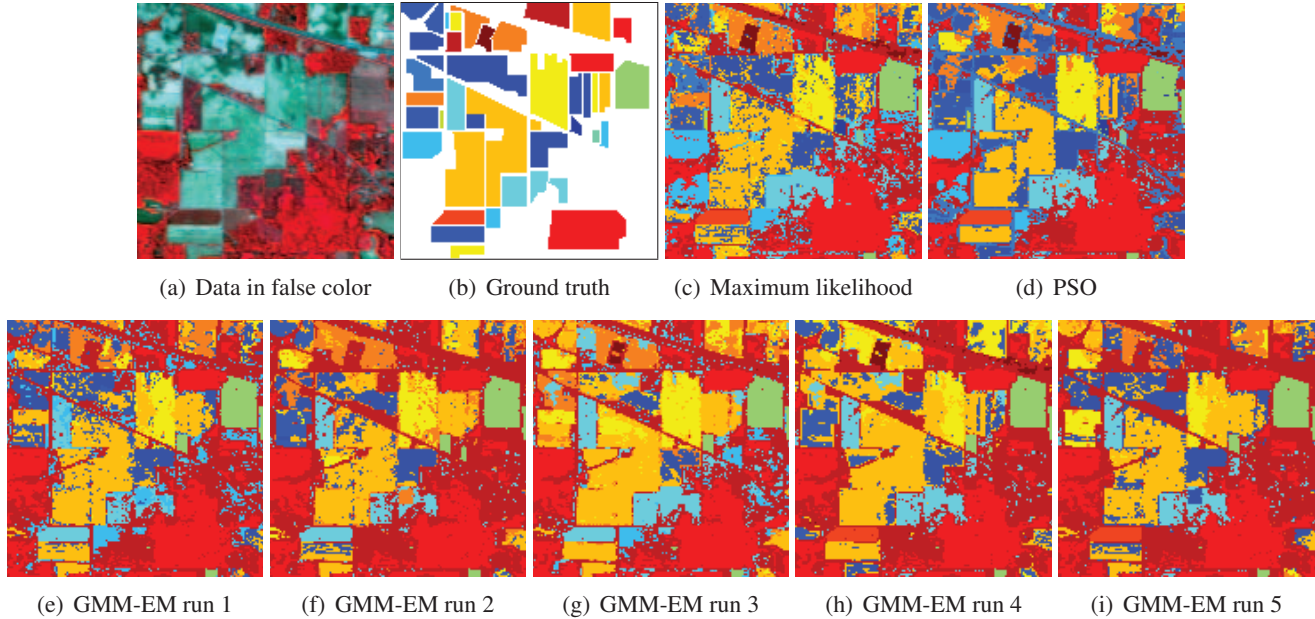 (a) Data in false color
(b) Ground truth
(c) Maximum likelihood
(d) PSO
(e) GMM-EM run 1
(f) GMM-EM run 2
(g) GMM-EM run 3
(h) GMM-EM run 4
(i) GMM-EM run 5